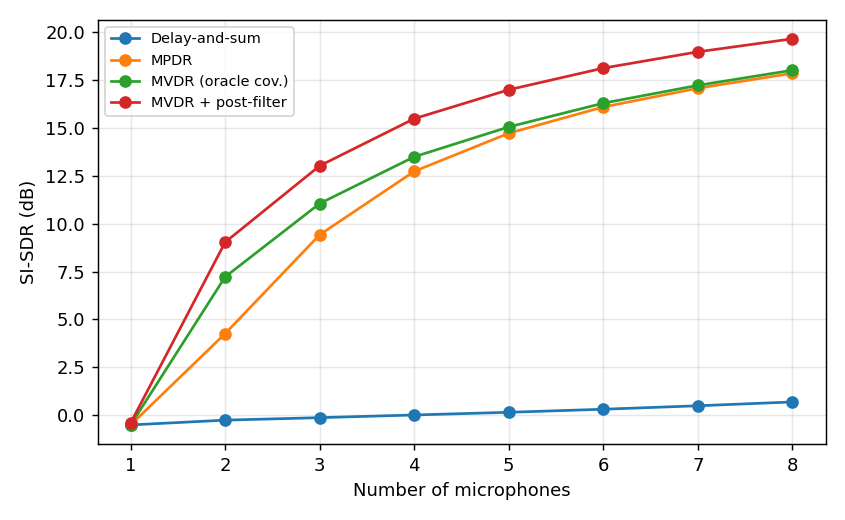 Delay-and-sum
MPDR
MVDR (oracle cov.)
MVDR + post-filter
20.0
17.5
15.0
12.5
10.0
7.5
5.0
2.5
0.0
SI-SDR (dB)
1 2 3 4 5 6 7 8
Number of microphones